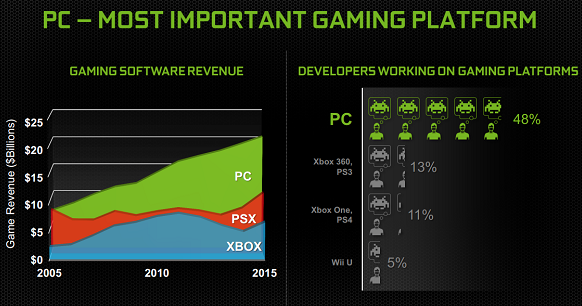 PC – MOST IMPORTANT GAMING PLATFORM
GAMING SOFTWARE REVENUE
Game Revenue ($Billions)
$25
$20
$15
$10
$5
$0
2005
2010
2015
PC
PSX
XBOX
DEVELOPERS WORKING ON GAMING PLATFORMS
PC
48%
Xbox 360,
PS3
13%
Xbox One,
PS4
11%
Wii U
5%